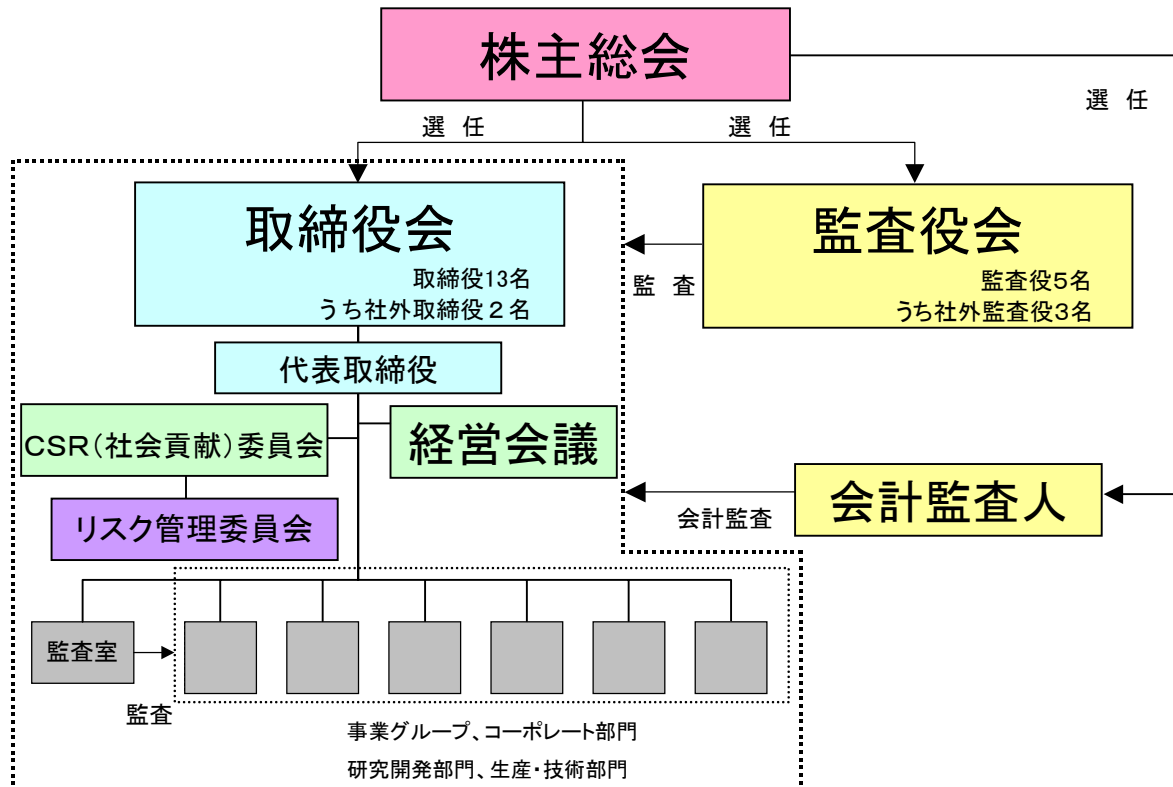 株主総会
選 任
選 任
選 任
取締役会
取締役13名
うち社外取締役２名
監査役会
監査役５名
うち社外監査役3名
監 査
代表取締役
CSR(社会貢献)委員会
経営会議
リスク管理委員会
会計監査人
会計監査
監査室
監査
事業グループ、コーポレート部門
研究開発部門、生産・技術部門